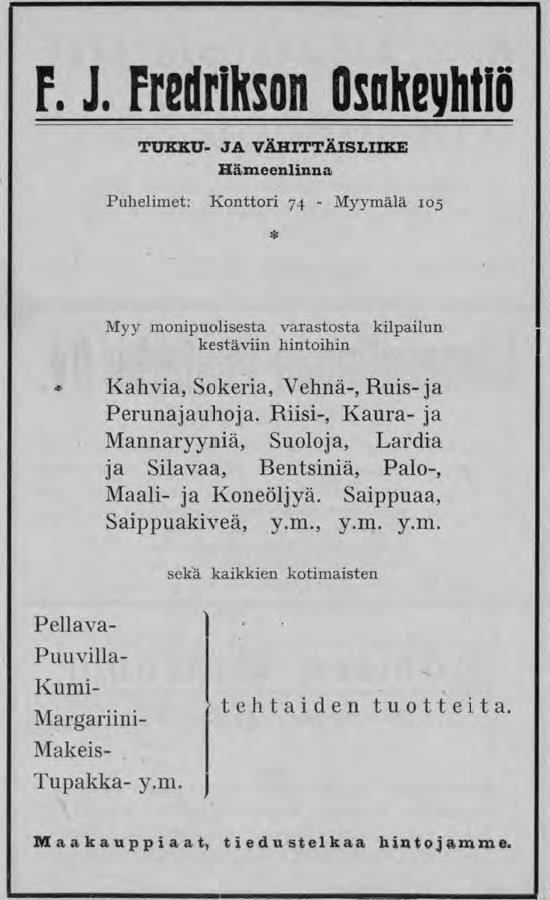 F. J. Fredrikson Osakeyhtiö
TUKKU- JA VÄHITTÄISLIIKE
Hämeenlinna
Puhelimet: Konttori 74 - Myymälä 105
*
Myy monipuolisesta varastosta kilpailun
kestäviin hintoihin
Kahvia, Sokeria, Vehnä-, Ruis- ja
Perunajauhoja. Riisi-, Kaura- ja
Mannaryyniä, Suoloja, Lardia
ja Silavaa, Bentsiniä, Palo-,
Maali- ja Koneöljyä. Saippuaa,
Saippuakiveä, y.m., y.m. y.m.
sekä kaikkien kotimaisten
Pellava-
Puuvilla-
Kumi-
Margariini-
Makeis-
Tupakka- y.m.
tehtaiden tuotteita.
Maakauppiaat, tiedustelkaa hintojamme.